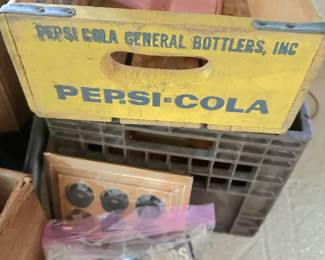 PEPSI COLA GENERAL BOTTLERS, INC
PEPSI-COLA